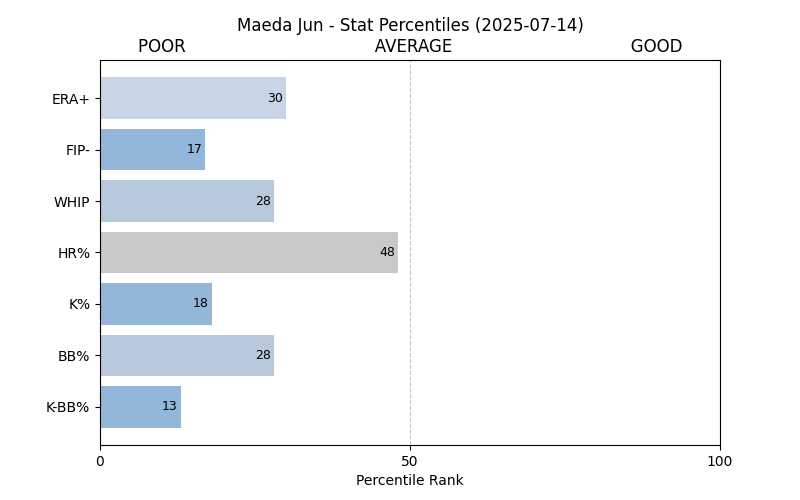 Maeda Jun - Stat Percentiles (2025-07-14)
POOR AVERAGE GOOD
ERA+ 30
FIP- 17
WHIP 28
HR% 48
K% 18
BB% 28
K-BB% 13
0 50 100
Percentile Rank